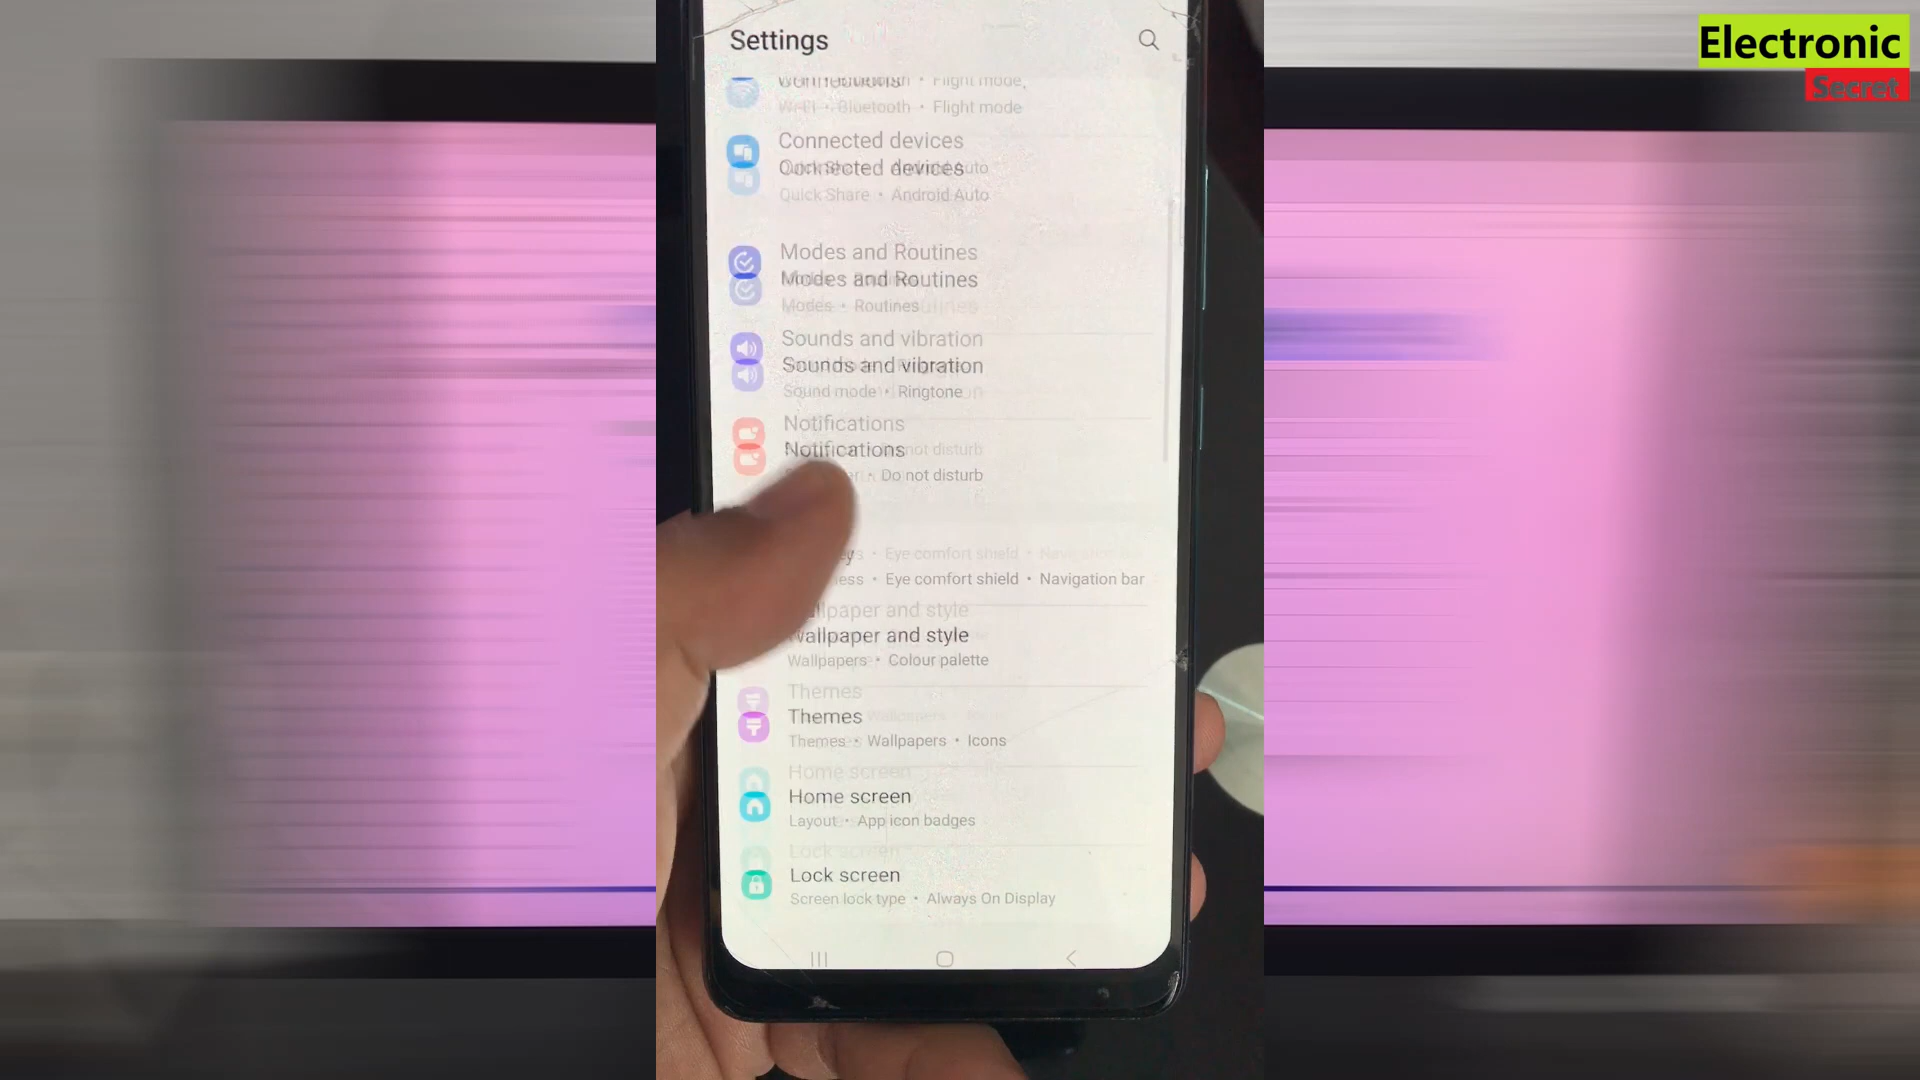 Electronic
Secret
Settings
Connections
Wi-Fi • Bluetooth • Flight mode
Connected devices
Quick Share • Android Auto
Modes and Routines
Modes • Routines
Sounds and vibration
Sound mode • Ringtone
Notifications
• Do not disturb
• Eye comfort shield • Navigation bar
Wallpaper and style
Wallpapers • Colour palette
Themes
Themes • Wallpapers • Icons
Home screen
Layout • App icon badges
Lock screen
Screen lock type • Always On Display